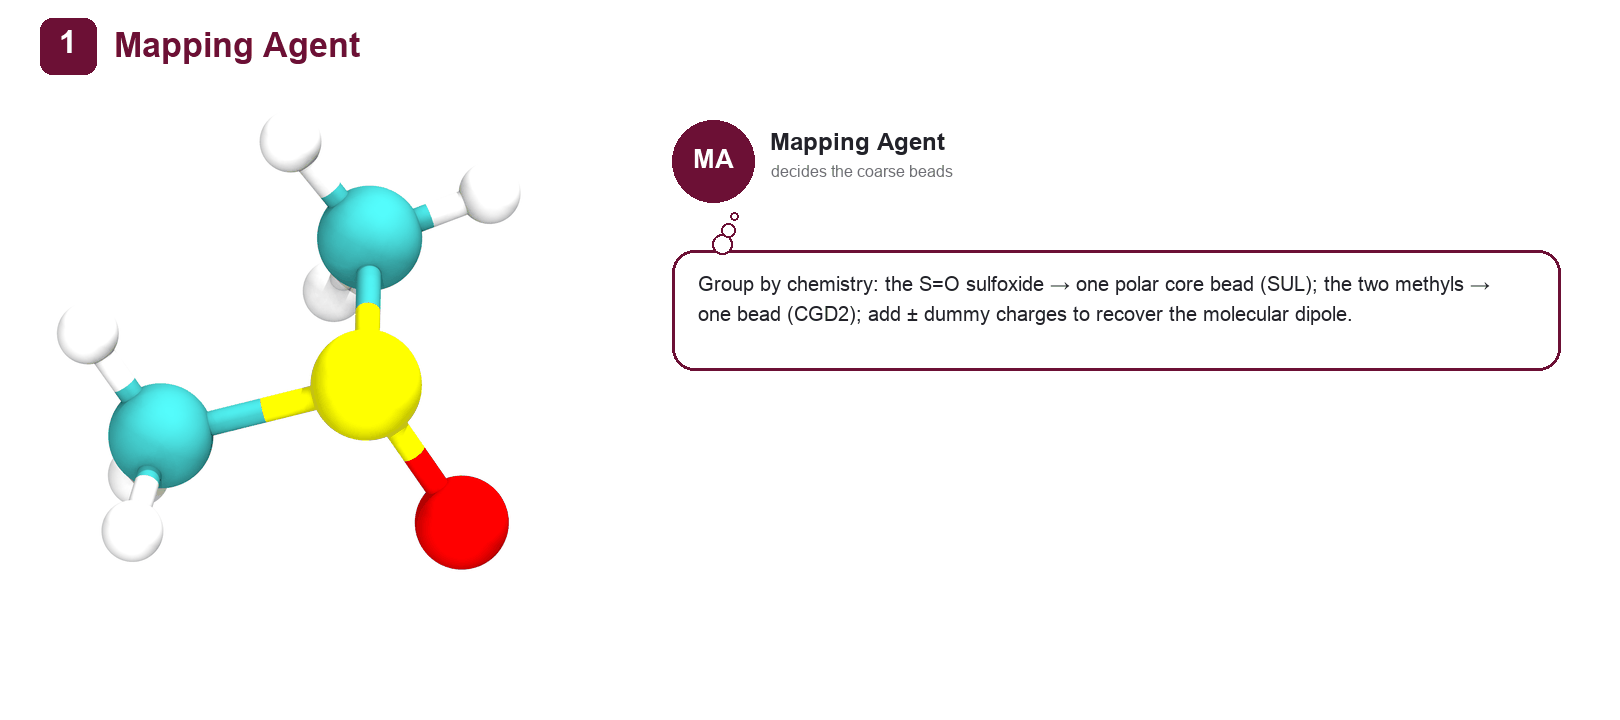 1 Mapping Agent
MA
Mapping Agent
decides the coarse beads
Group by chemistry: the S=O sulfoxide → one polar core bead (SUL); the two methyls →
one bead (CGD2); add ± dummy charges to recover the molecular dipole.